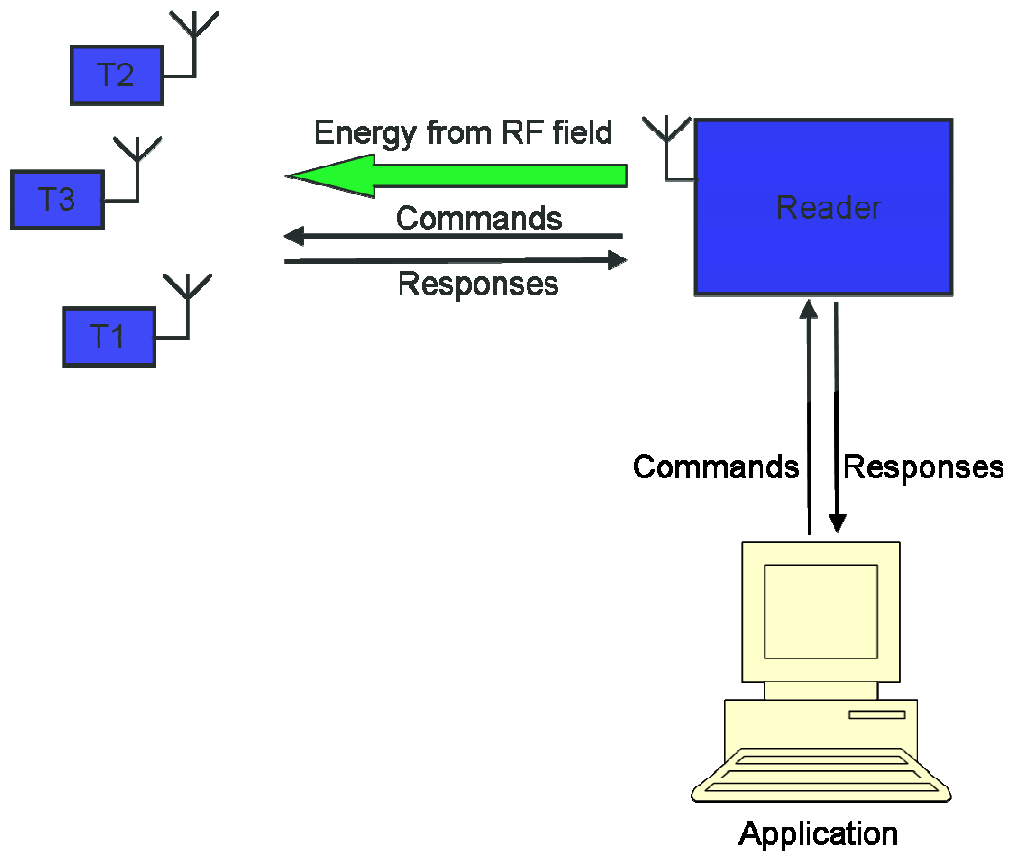 T2
Energy from RF field
T3
Reader
Commands
Responses
T1
Commands
Responses
Application